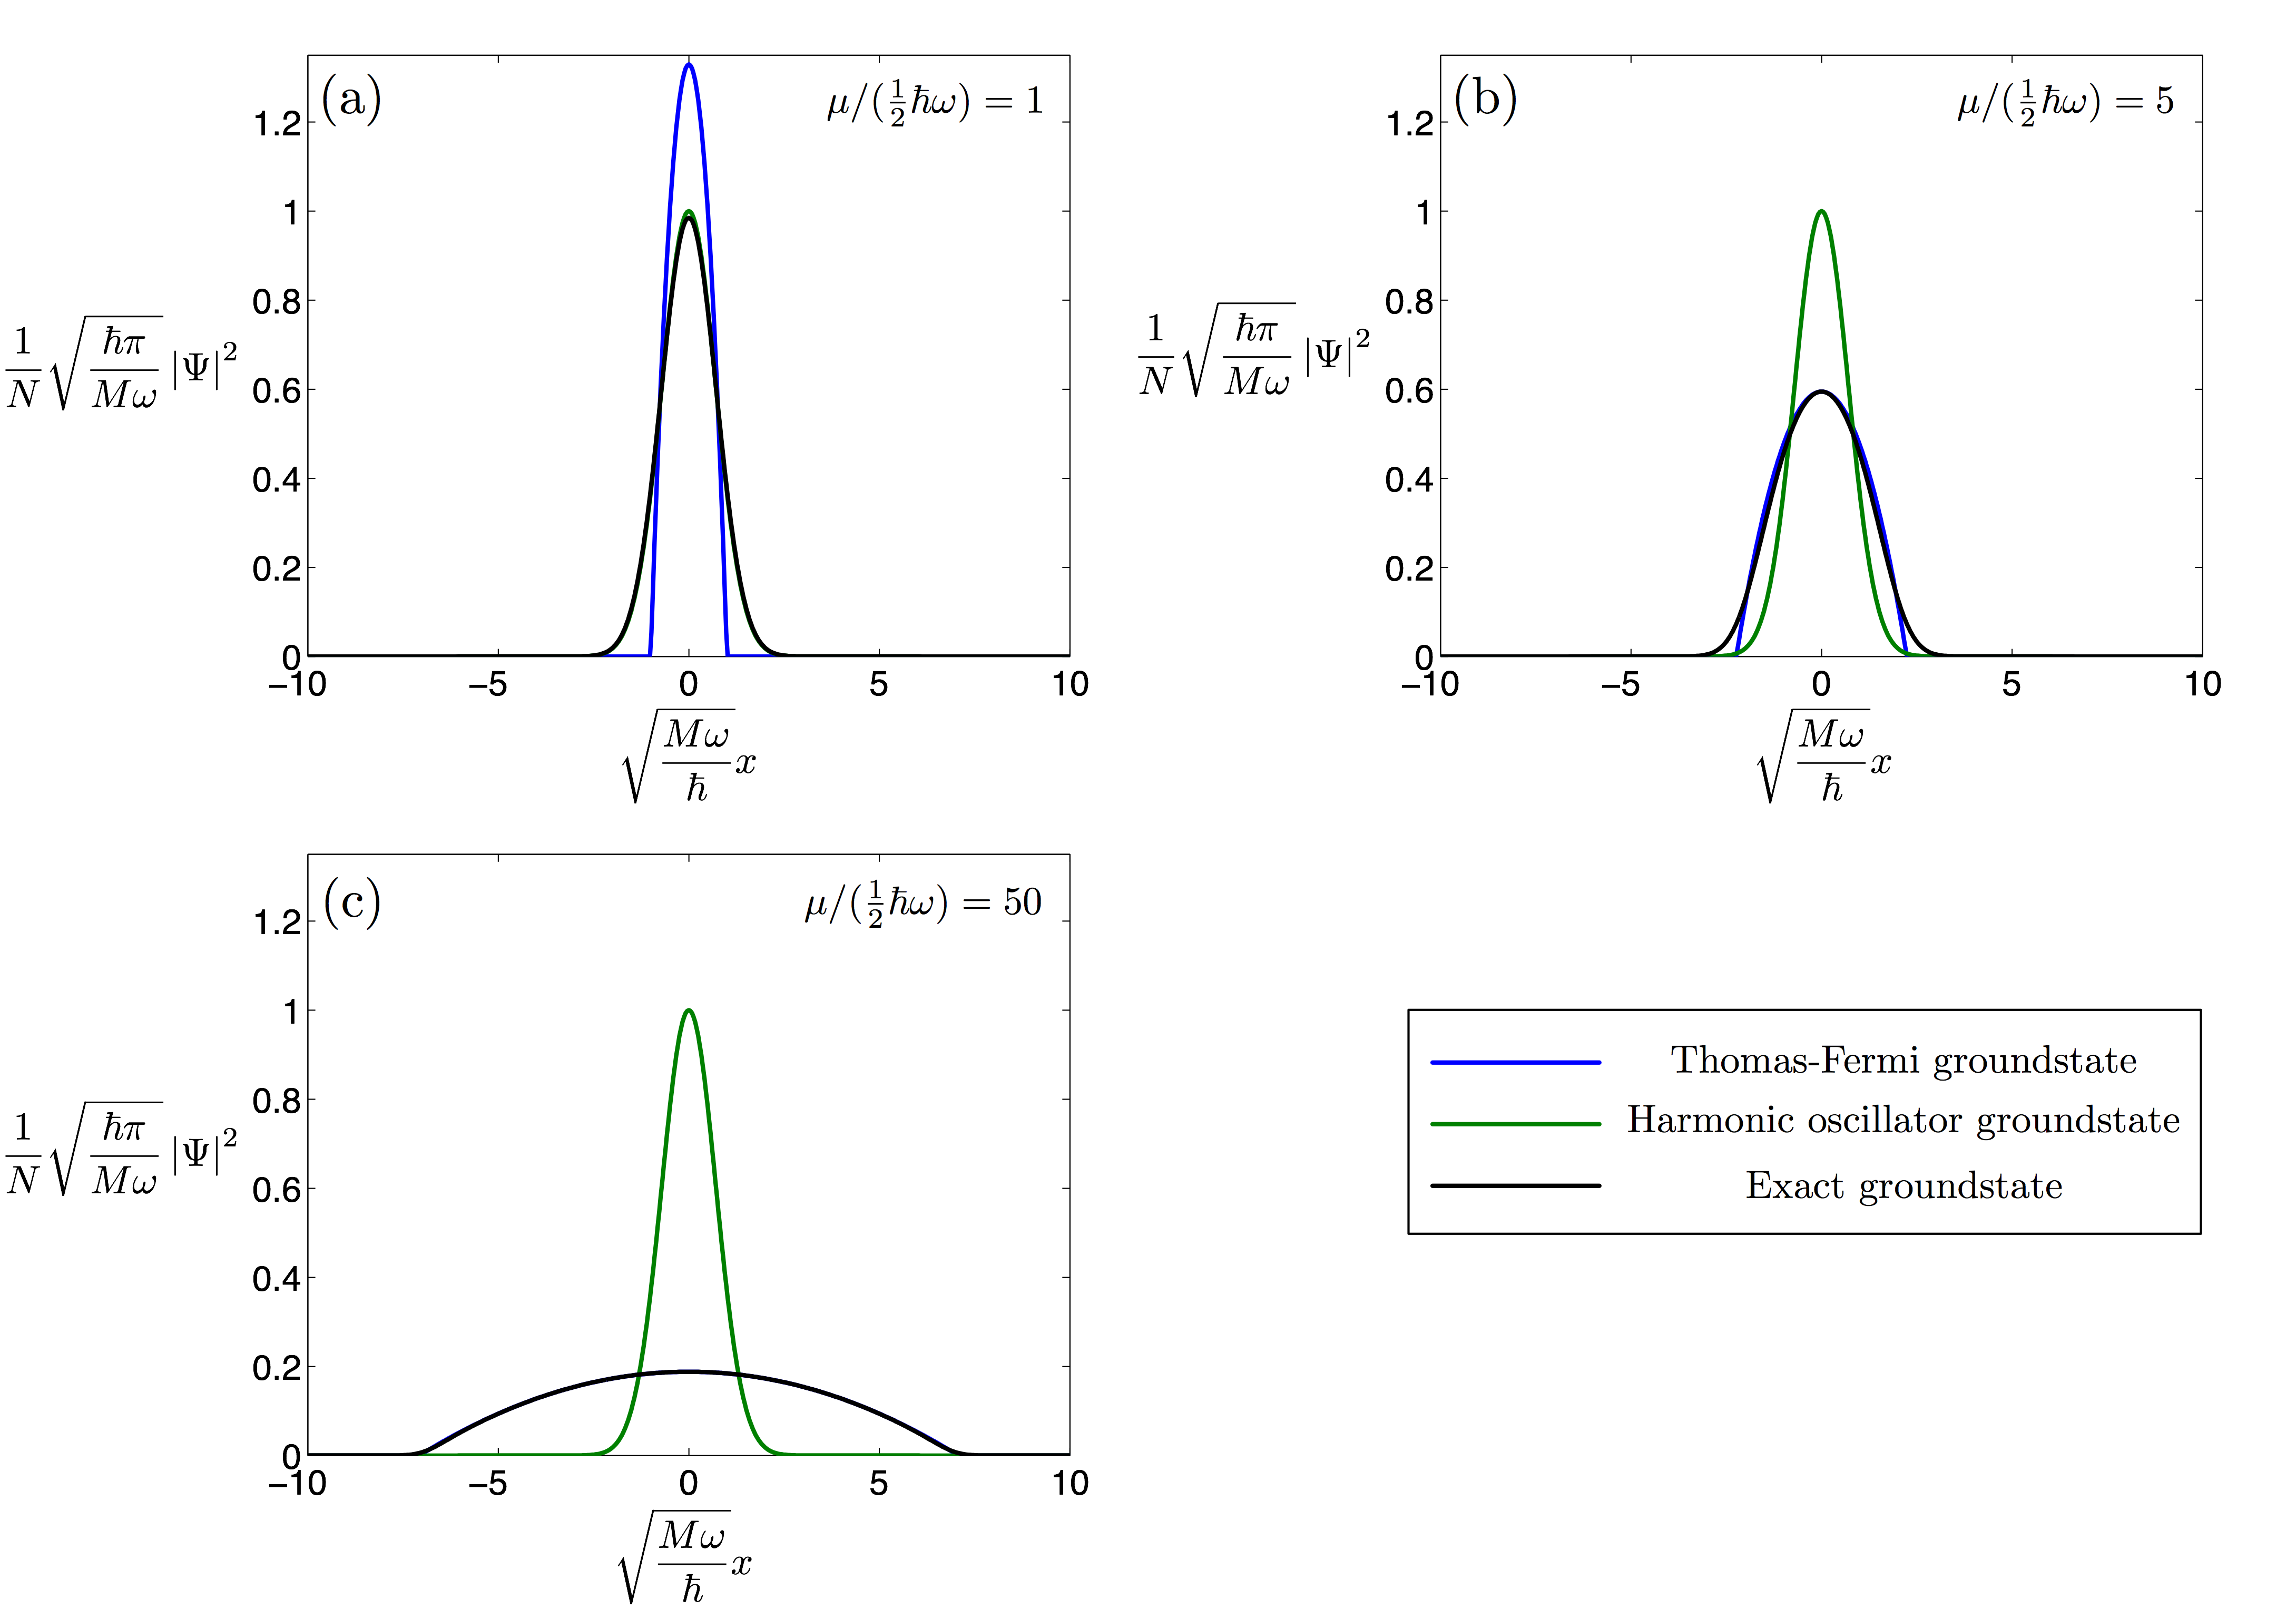 (a)
μ/(½ħω) = 1
1.2
1
0.8
0.6
0.4
0.2
0
−10
−5
0
5
10
1/N √(ħπ/Mω) |Ψ|²
√(Mω/ħ) x
(b)
μ/(½ħω) = 5
1.2
1
0.8
0.6
0.4
0.2
0
−10
−5
0
5
10
1/N √(ħπ/Mω) |Ψ|²
√(Mω/ħ) x
(c)
μ/(½ħω) = 50
1.2
1
0.8
0.6
0.4
0.2
0
−10
−5
0
5
10
1/N √(ħπ/Mω) |Ψ|²
√(Mω/ħ) x
Thomas-Fermi groundstate
Harmonic oscillator groundstate
Exact groundstate